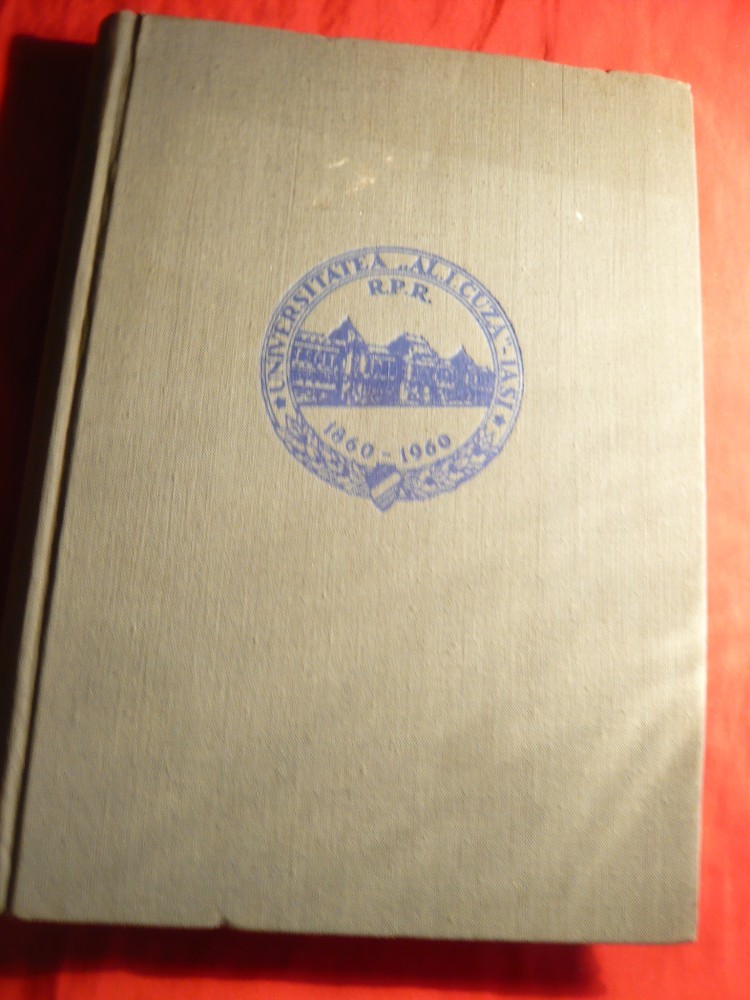 UNIVERSITATEA „AL.I.CUZA"-IAȘI
R.P.R.
1860-1960